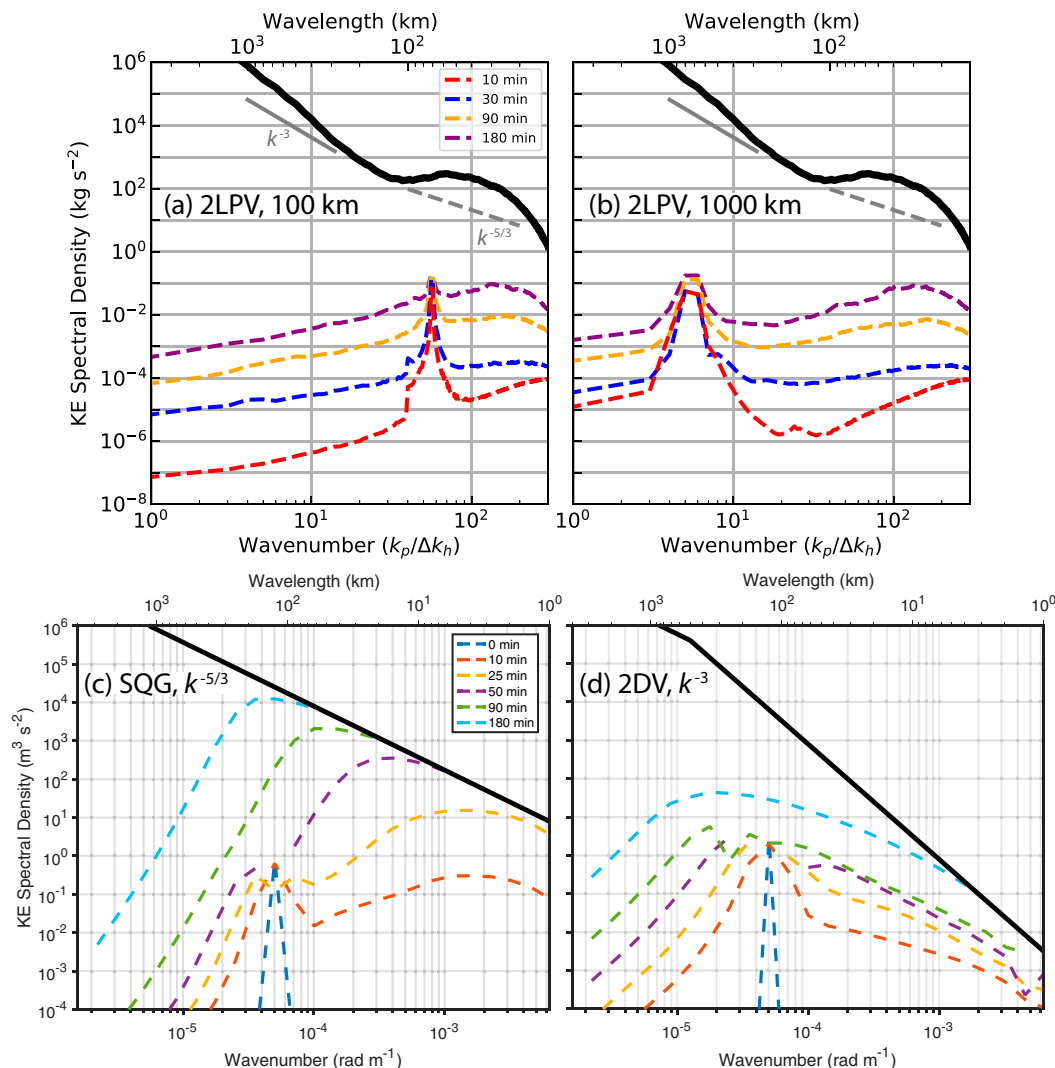 Wavelength (km)
Wavelength (km)
10³ 10² 10³ 10²
10⁶
10⁴
10²
10⁰
10⁻²
10⁻⁴
10⁻⁶
10⁻⁸
KE Spectral Density (kg s⁻²)
10 min
30 min
90 min
180 min
k⁻³
(a) 2LPV, 100 km
k⁻⁵/³
(b) 2LPV, 1000 km
10⁰ 10¹ 10² 10⁰ 10¹ 10²
Wavenumber (kₚ/Δkₕ)
Wavenumber (kₚ/Δkₕ)
Wavelength (km)
Wavelength (km)
10³ 10² 10¹ 10⁰ 10⁴ 10³ 10² 10¹ 10⁰
10⁶
10⁵
10⁴
10³
10²
10¹
10⁰
10⁻¹
10⁻²
10⁻³
10⁻⁴
KE Spectral Density (m³ s⁻²)
(c) SQG, k⁻⁵/³
0 min
10 min
25 min
50 min
90 min
180 min
(d) 2DV, k⁻³
10⁻⁵ 10⁻⁴ 10⁻³ 10⁻⁵ 10⁻⁴ 10⁻³
Wavenumber (rad m⁻¹)
Wavenumber (rad m⁻¹)